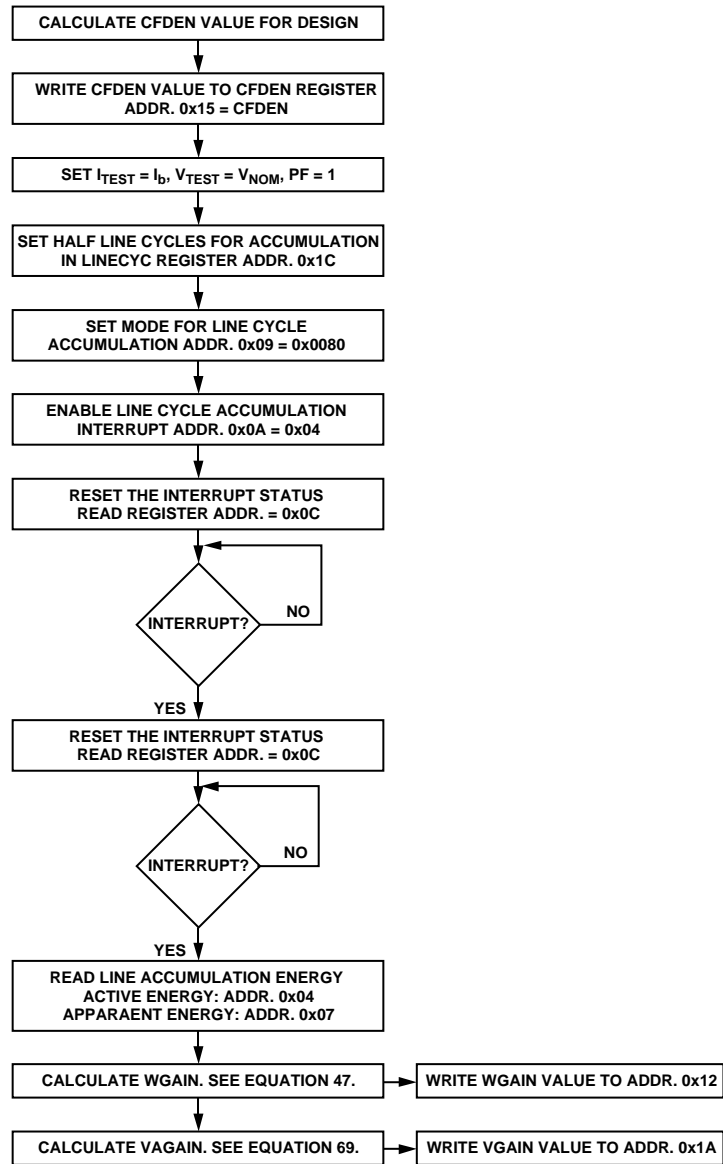 CALCULATE CFDEN VALUE FOR DESIGN
WRITE CFDEN VALUE TO CFDEN REGISTER
ADDR. 0x15 = CFDEN
SET I_TEST = I_b, V_TEST = V_NOM, PF = 1
SET HALF LINE CYCLES FOR ACCUMULATION
IN LINECYC REGISTER ADDR. 0x1C
SET MODE FOR LINE CYCLE
ACCUMULATION ADDR. 0x09 = 0x0080
ENABLE LINE CYCLE ACCUMULATION
INTERRUPT ADDR. 0x0A = 0x04
RESET THE INTERRUPT STATUS
READ REGISTER ADDR. = 0x0C
INTERRUPT?
NO
YES
RESET THE INTERRUPT STATUS
READ REGISTER ADDR. = 0x0C
INTERRUPT?
NO
YES
READ LINE ACCUMULATION ENERGY
ACTIVE ENERGY: ADDR. 0x04
APPARAENT ENERGY: ADDR. 0x07
CALCULATE WGAIN. SEE EQUATION 47.
WRITE WGAIN VALUE TO ADDR. 0x12
CALCULATE VAGAIN. SEE EQUATION 69.
WRITE VGAIN VALUE TO ADDR. 0x1A